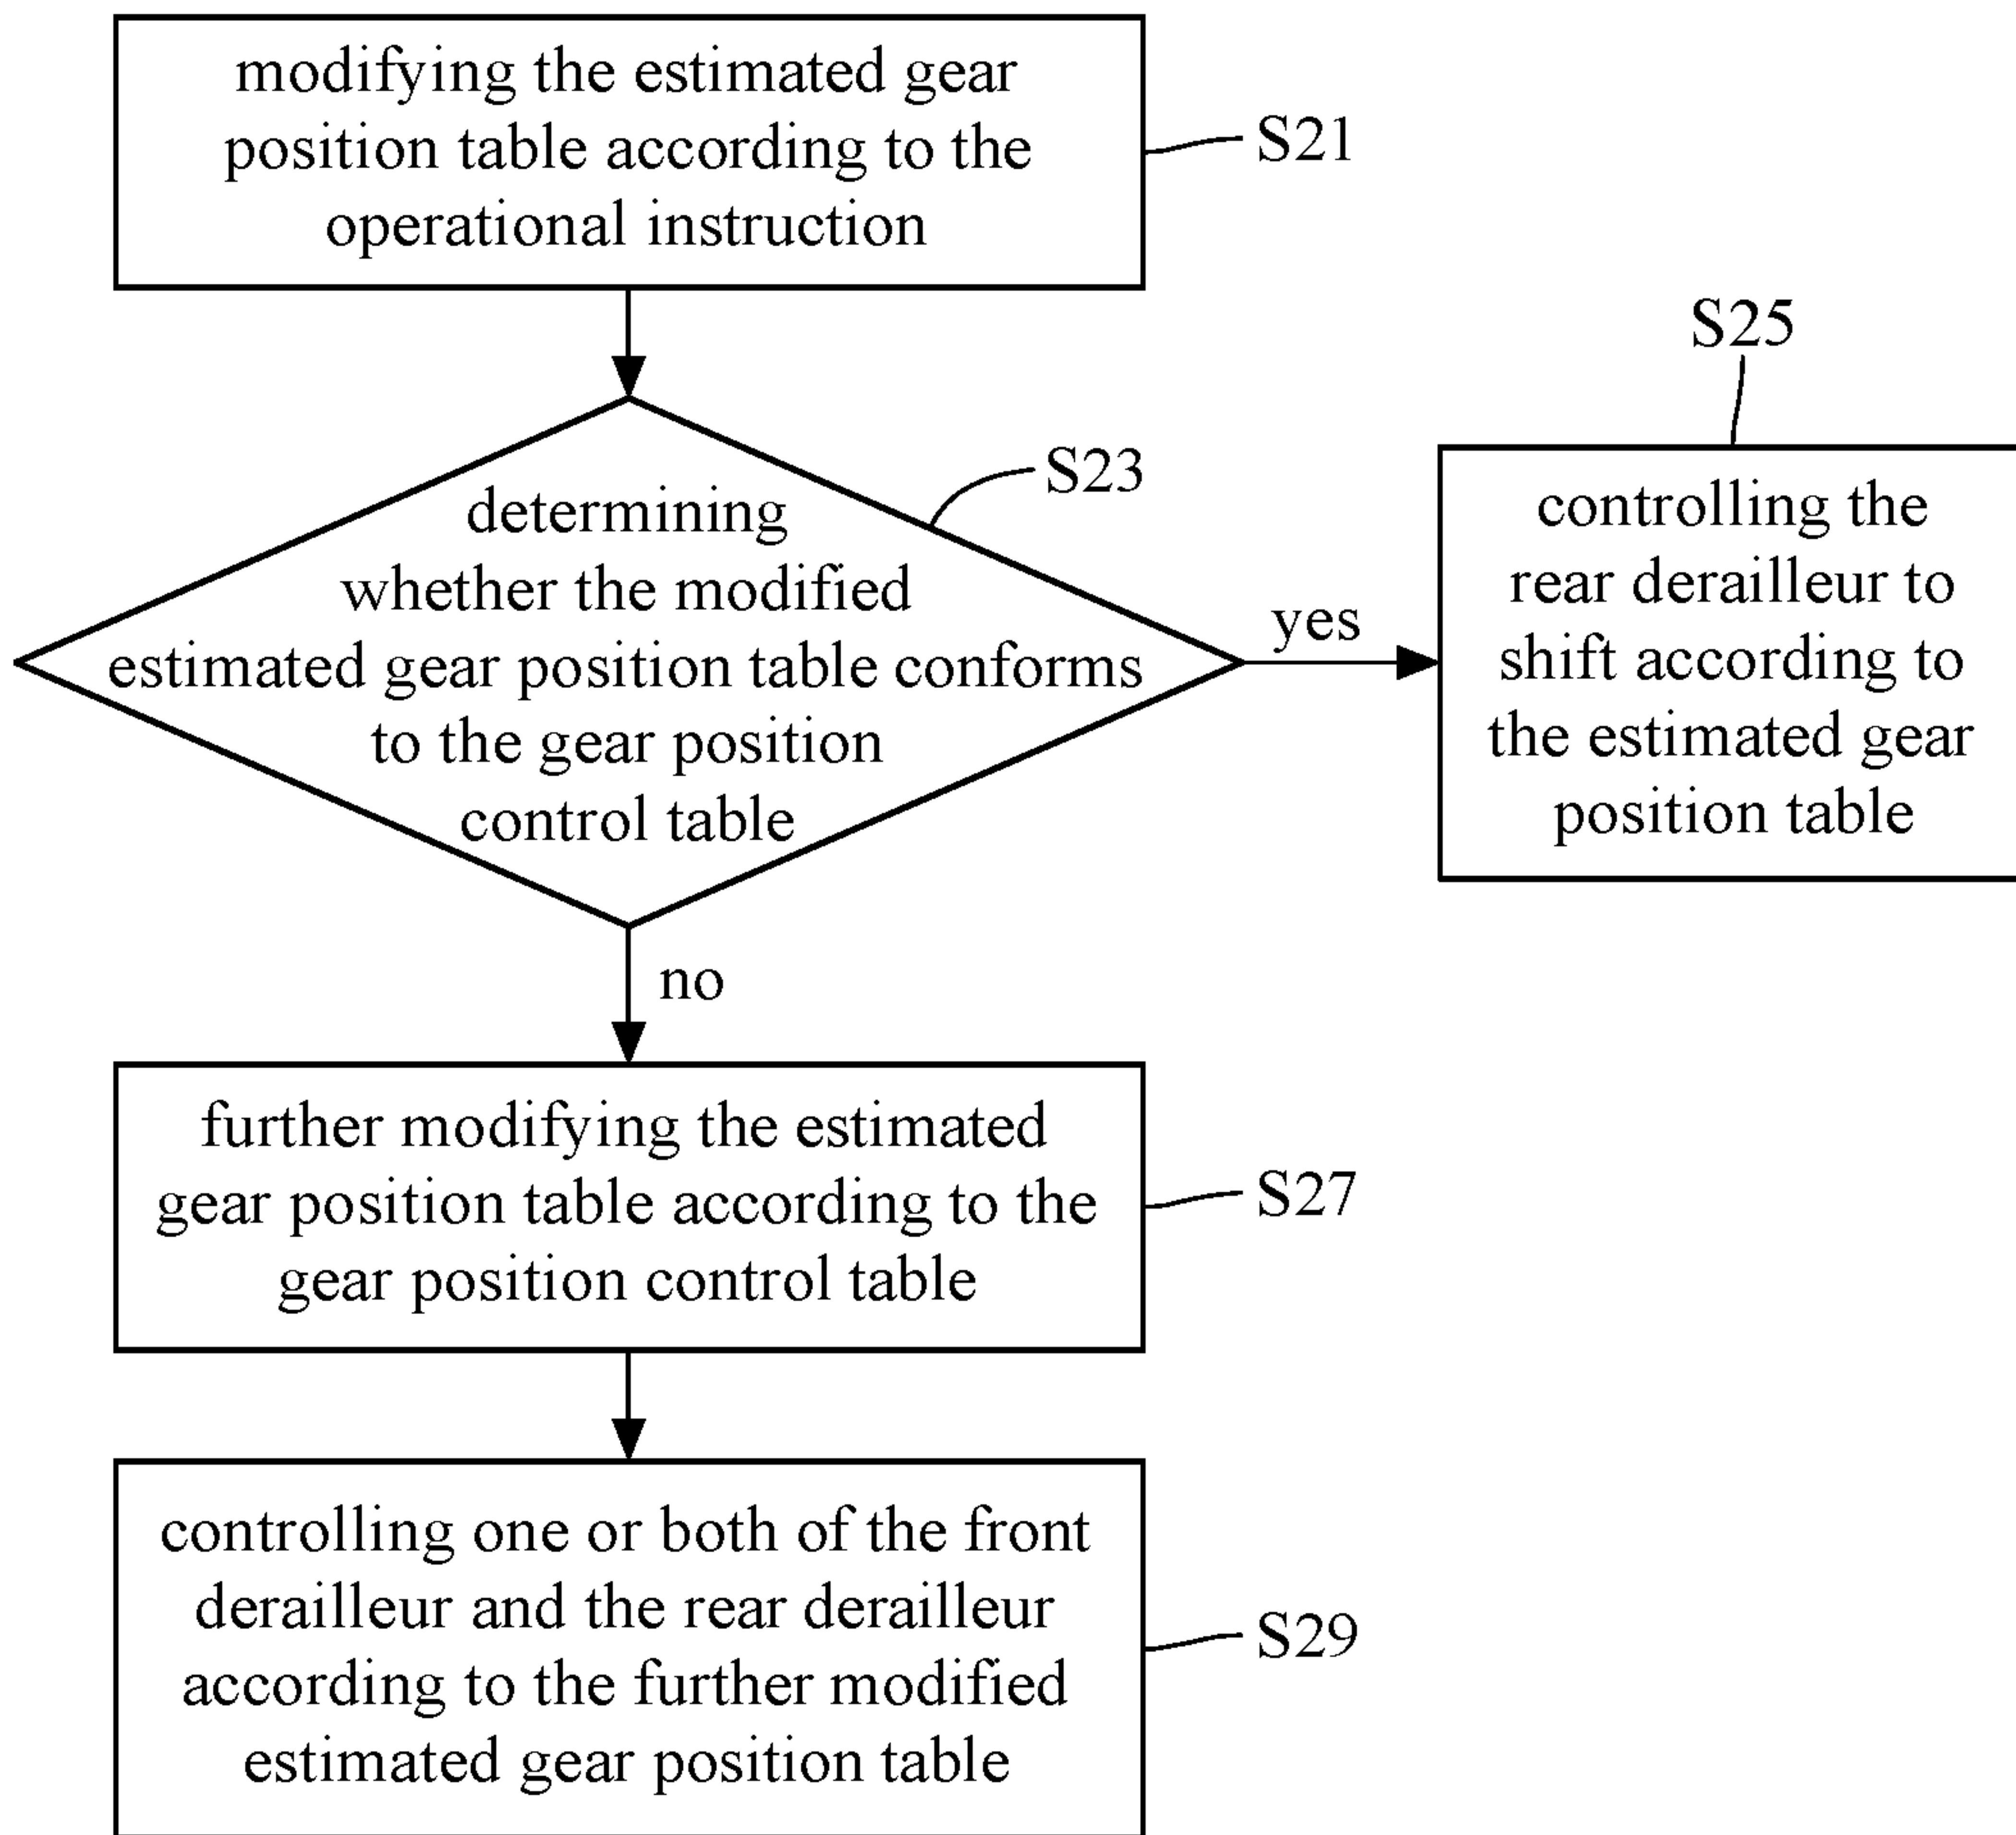 modifying the estimated gear
position table according to the
operational instruction
S21
S23
determining
whether the modified
estimated gear position table conforms
to the gear position
control table
yes
S25
controlling the
rear derailleur to
shift according to
the estimated gear
position table
no
further modifying the estimated
gear position table according to the
gear position control table
S27
controlling one or both of the front
derailleur and the rear derailleur
according to the further modified
estimated gear position table
S29